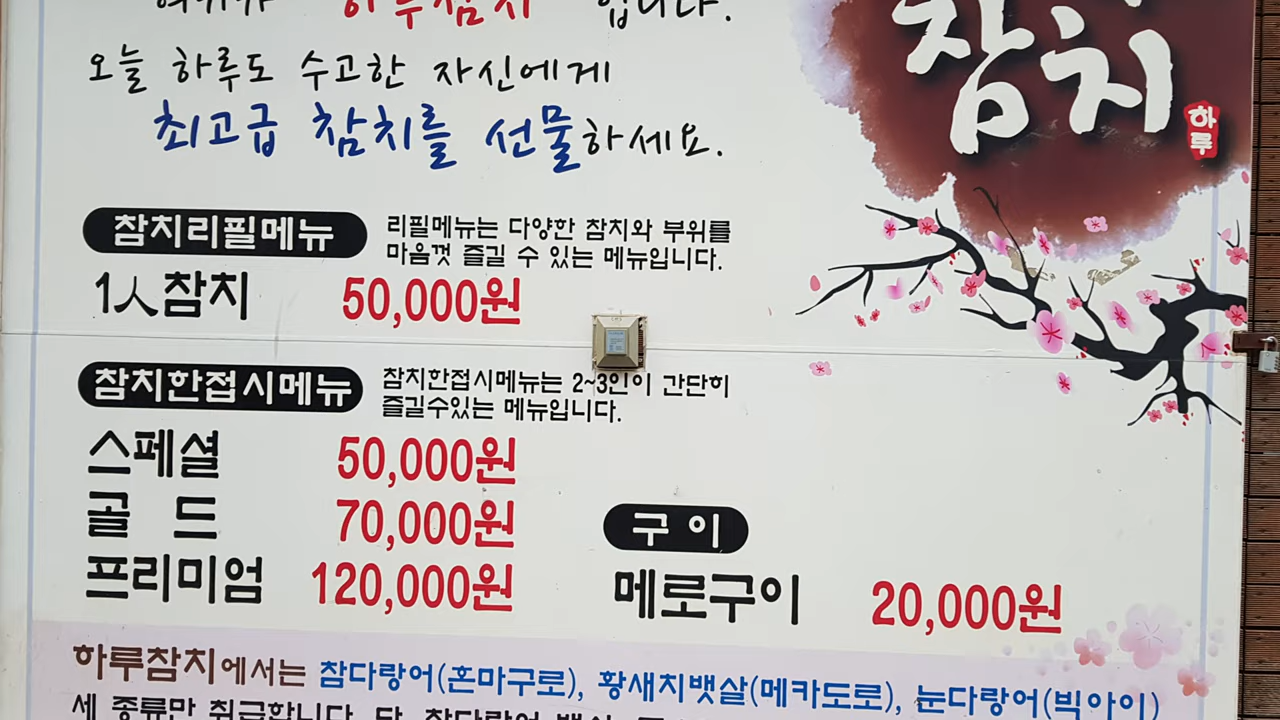 하루참치 입니다.
오늘 하루도 수고한 자신에게
최고급 참치를 선물하세요.
참치
하루
참치리필메뉴
리필메뉴는 다양한 참치와 부위를
마음껏 즐길 수 있는 메뉴입니다.
1人참치 50,000원
참치한접시메뉴
참치한접시메뉴는 2~3인이 간단히
즐길수있는 메뉴입니다.
스페셜 50,000원
골 드 70,000원
프리미엄 120,000원
구 이
메로구이 20,000원
하루참치에서는 참다랑어(혼마구로), 황새치뱃살(메카도로), 눈다랑어(빅아이)
세 종류만 취급합니다. 단, 참다랑어